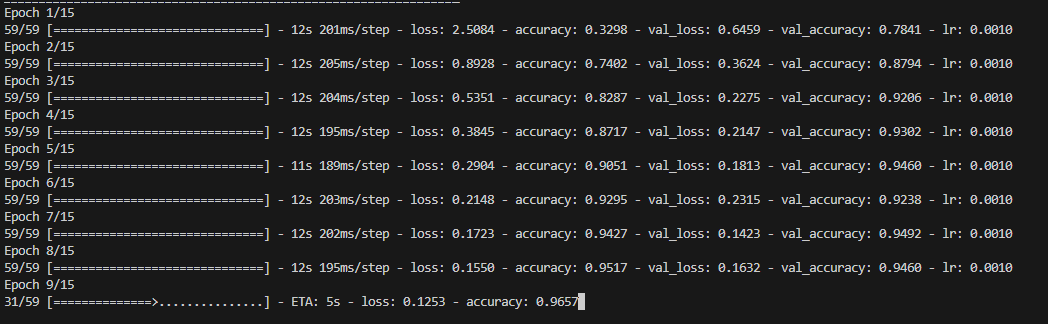 Epoch 1/15
59/59 [==============================] - 12s 201ms/step - loss: 2.5084 - accuracy: 0.3298 - val_loss: 0.6459 - val_accuracy: 0.7841 - lr: 0.0010
Epoch 2/15
59/59 [==============================] - 12s 205ms/step - loss: 0.8928 - accuracy: 0.7402 - val_loss: 0.3624 - val_accuracy: 0.8794 - lr: 0.0010
Epoch 3/15
59/59 [==============================] - 12s 204ms/step - loss: 0.5351 - accuracy: 0.8287 - val_loss: 0.2275 - val_accuracy: 0.9206 - lr: 0.0010
Epoch 4/15
59/59 [==============================] - 12s 195ms/step - loss: 0.3845 - accuracy: 0.8717 - val_loss: 0.2147 - val_accuracy: 0.9302 - lr: 0.0010
Epoch 5/15
59/59 [==============================] - 11s 189ms/step - loss: 0.2904 - accuracy: 0.9051 - val_loss: 0.1813 - val_accuracy: 0.9460 - lr: 0.0010
Epoch 6/15
59/59 [==============================] - 12s 203ms/step - loss: 0.2148 - accuracy: 0.9295 - val_loss: 0.2315 - val_accuracy: 0.9238 - lr: 0.0010
Epoch 7/15
59/59 [==============================] - 12s 202ms/step - loss: 0.1723 - accuracy: 0.9427 - val_loss: 0.1423 - val_accuracy: 0.9492 - lr: 0.0010
Epoch 8/15
59/59 [==============================] - 12s 195ms/step - loss: 0.1550 - accuracy: 0.9517 - val_loss: 0.1632 - val_accuracy: 0.9460 - lr: 0.0010
Epoch 9/15
31/59 [==============>...............] - ETA: 5s - loss: 0.1253 - accuracy: 0.9657